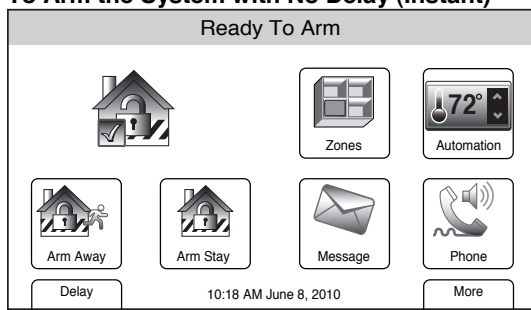 To Arm the System with No Delay (Instant)
Ready To Arm
72°
Zones
Automation
Arm Away
Arm Stay
Message
Phone
Delay
10:18 AM June 8, 2010
More